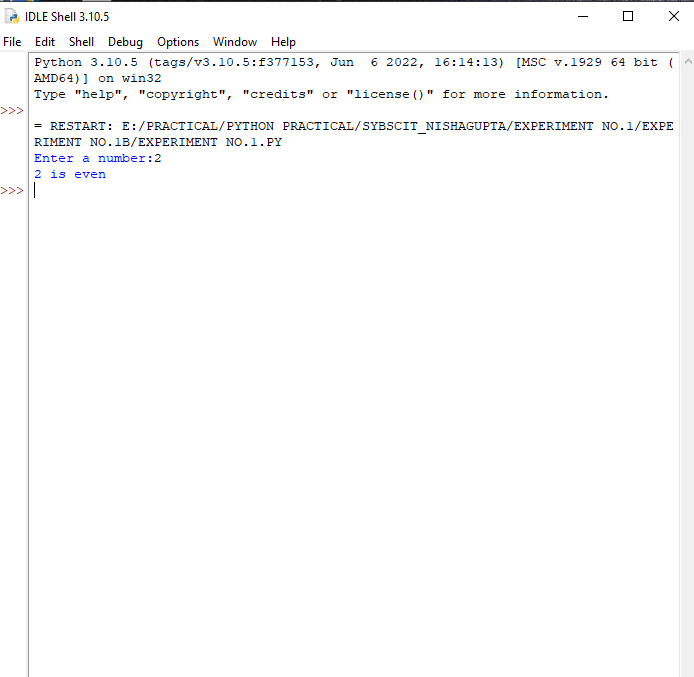 IDLE Shell 3.10.5
File Edit Shell Debug Options Window Help
Python 3.10.5 (tags/v3.10.5:f377153, Jun  6 2022, 16:14:13) [MSC v.1929 64 bit (
AMD64)] on win32
Type "help", "copyright", "credits" or "license()" for more information.
>>>
= RESTART: E:/PRACTICAL/PYTHON PRACTICAL/SYBSCIT_NISHAGUPTA/EXPERIMENT NO.1/EXPE
RIMENT NO.1B/EXPERIMENT NO.1.PY
Enter a number:2
2 is even
>>>